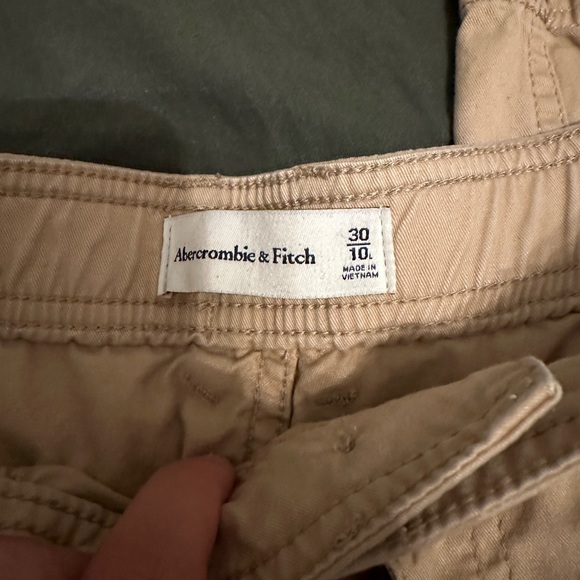 Abercrombie & Fitch
30
10L
MADE IN
VIETNAM